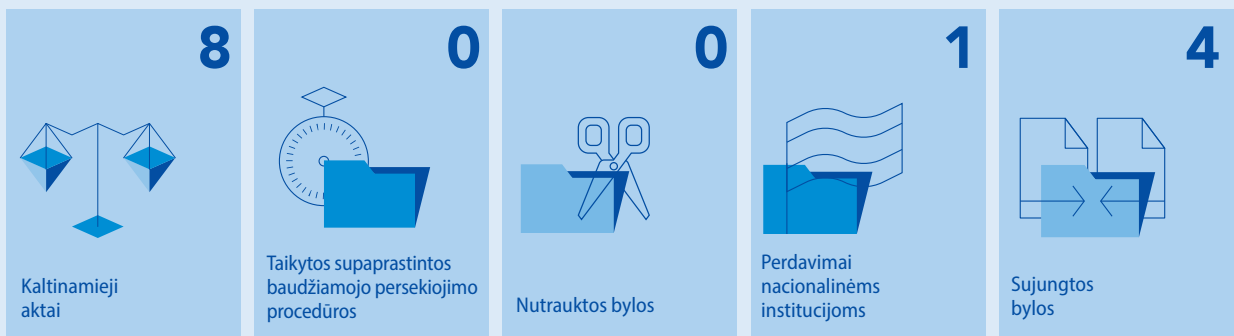 8
Kaltinamieji
aktai
0
Taikytos supaprastintos
baudžiamojo persekiojimo
procedūros
0
Nutrauktos bylos
1
Perdavimai
nacionalinėms
institucijoms
4
Sujungtos
bylos